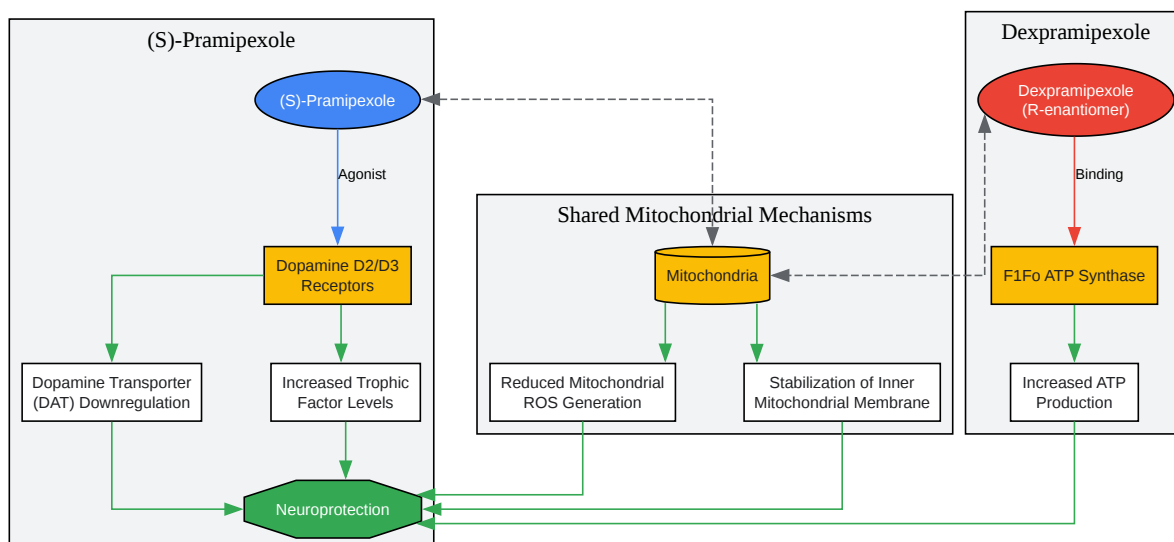 (S)-Pramipexole
(S)-Pramipexole
Agonist
Dopamine D2/D3
Receptors
Dopamine Transporter
(DAT) Downregulation
Increased Trophic
Factor Levels
Neuroprotection
Shared Mitochondrial Mechanisms
Mitochondria
Reduced Mitochondrial
ROS Generation
Stabilization of Inner
Mitochondrial Membrane
Dexpramipexole
Dexpramipexole
(R-enantiomer)
Binding
F1Fo ATP Synthase
Increased ATP
Production